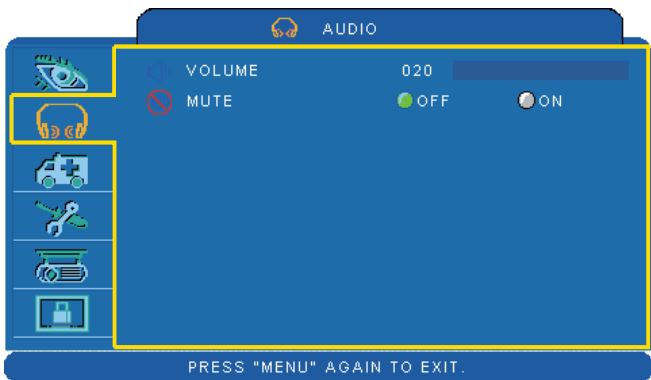 AUDIO
VOLUME 020
MUTE OFF ON
PRESS "MENU" AGAIN TO EXIT.